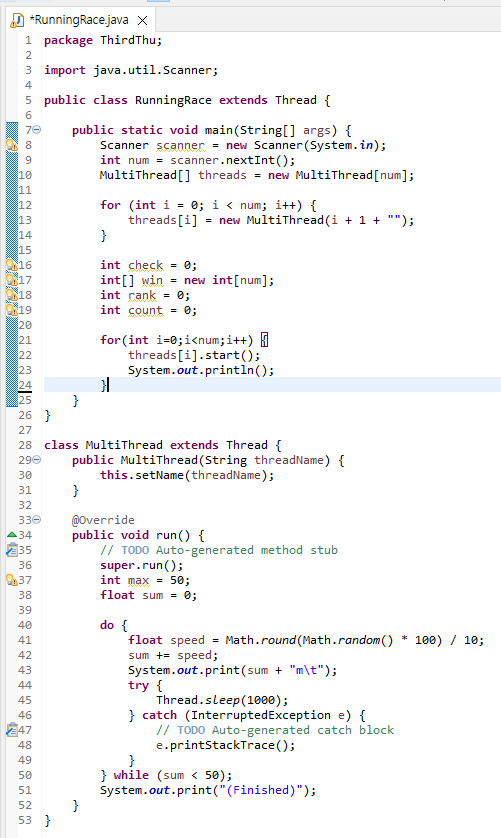 *RunningRace.java
1 package ThirdThu;
2
3 import java.util.Scanner;
4
5 public class RunningRace extends Thread {
6
7 public static void main(String[] args) {
8 Scanner scanner = new Scanner(System.in);
9 int num = scanner.nextInt();
10 MultiThread[] threads = new MultiThread[num];
11
12 for (int i = 0; i < num; i++) {
13 threads[i] = new MultiThread(i + 1 + "");
14 }
15
16 int check = 0;
17 int[] win = new int[num];
18 int rank = 0;
19 int count = 0;
20
21 for(int i=0;i<num;i++) {
22 threads[i].start();
23 System.out.println();
24 }
25 }
26 }
27
28 class MultiThread extends Thread {
29 public MultiThread(String threadName) {
30 this.setName(threadName);
31 }
32
33 @Override
34 public void run() {
35 // TODO Auto-generated method stub
36 super.run();
37 int max = 50;
38 float sum = 0;
39
40 do {
41 float speed = Math.round(Math.random() * 100) / 10;
42 sum += speed;
43 System.out.print(sum + "m\t");
44 try {
45 Thread.sleep(1000);
46 } catch (InterruptedException e) {
47 // TODO Auto-generated catch block
48 e.printStackTrace();
49 }
50 } while (sum < 50);
51 System.out.print("(Finished)");
52 }
53 }